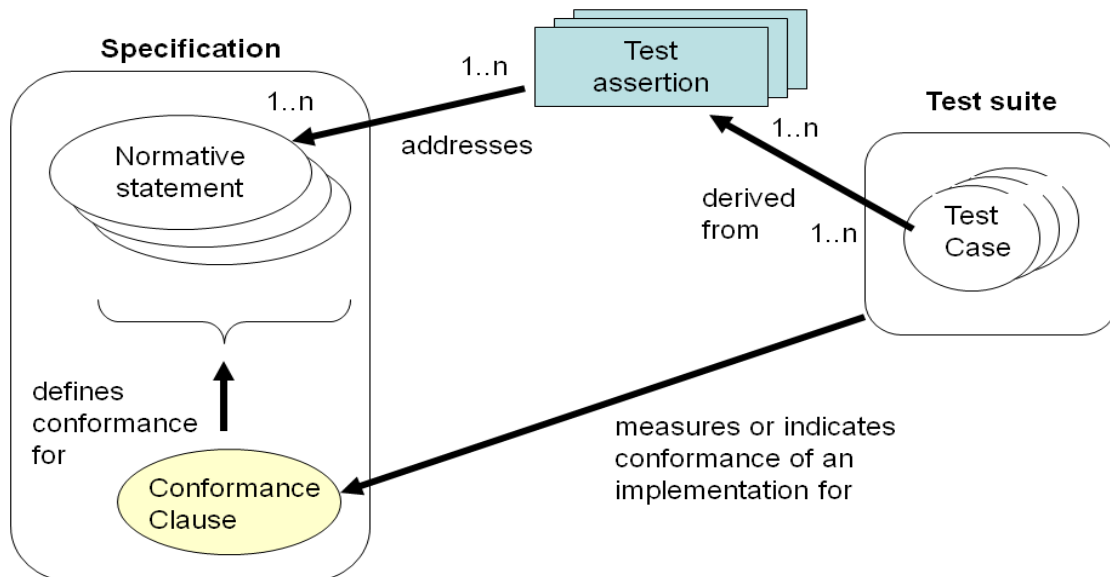 Specification
1..n
Normative
statement
defines
conformance
for
Conformance
Clause
1..n
addresses
Test
assertion
1..n
derived
from
1..n
Test suite
Test
Case
measures or indicates
conformance of an
implementation for